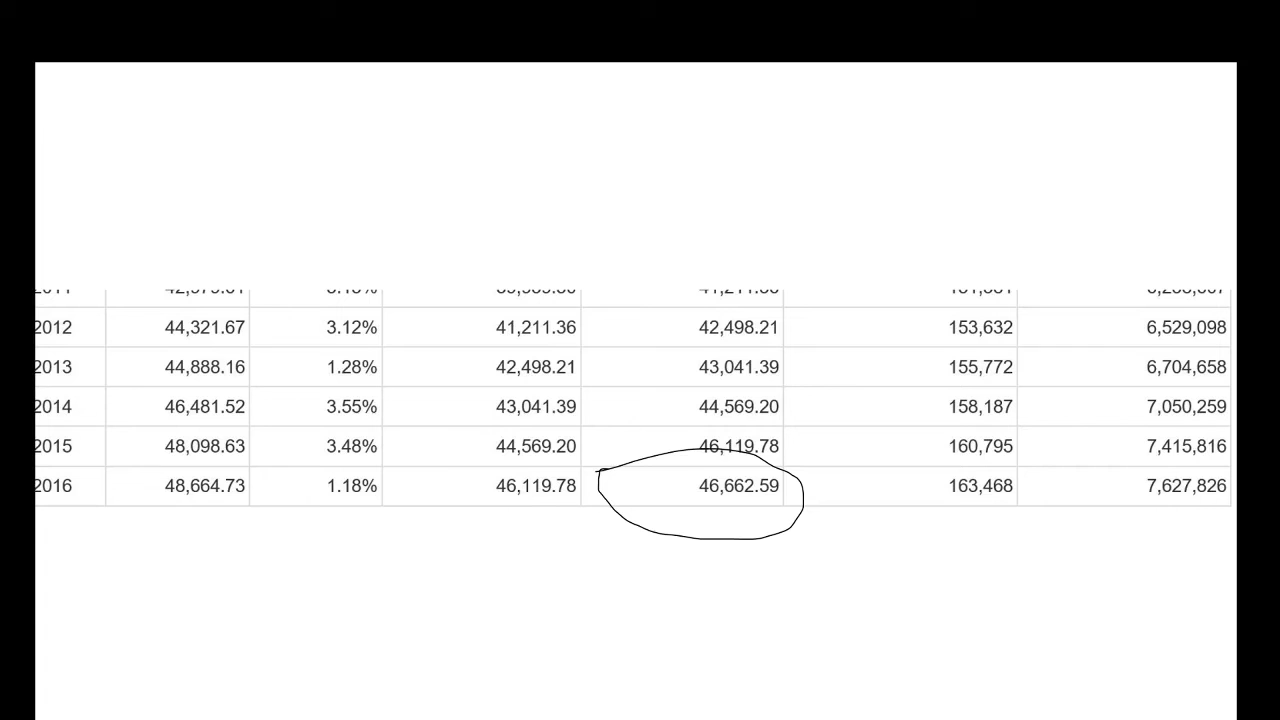 2012 44,321.67 3.12% 41,211.36 42,498.21 153,632 6,529,098
2013 44,888.16 1.28% 42,498.21 43,041.39 155,772 6,704,658
2014 46,481.52 3.55% 43,041.39 44,569.20 158,187 7,050,259
2015 48,098.63 3.48% 44,569.20 46,119.78 160,795 7,415,816
2016 48,664.73 1.18% 46,119.78 46,662.59 163,468 7,627,826